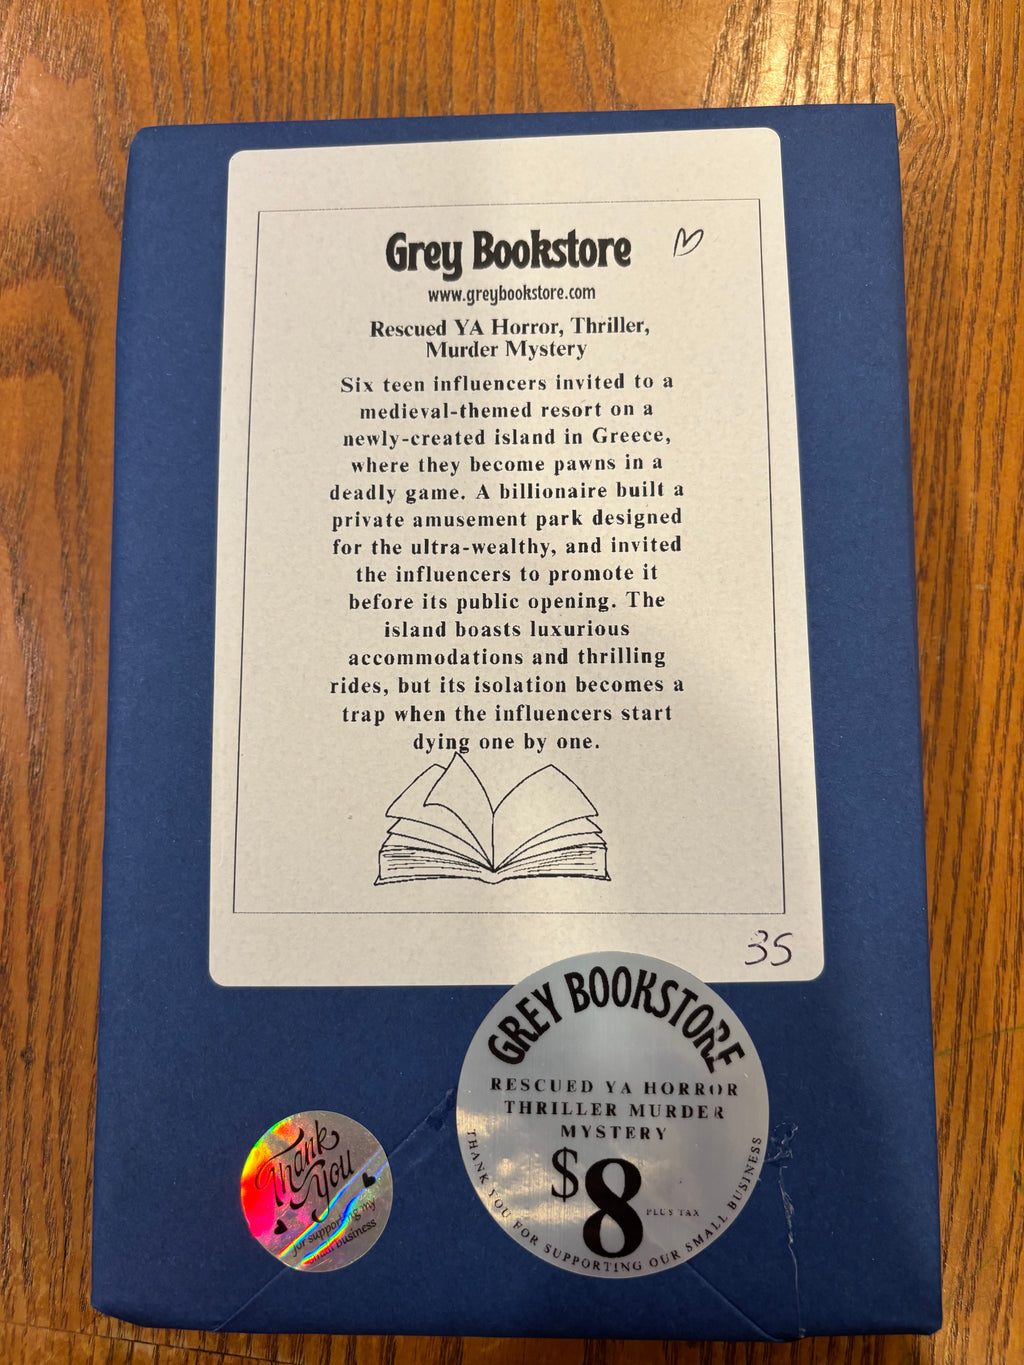 Grey Bookstore
www.greybookstore.com
Rescued YA Horror, Thriller,
Murder Mystery
Six teen influencers invited to a
medieval-themed resort on a
newly-created island in Greece,
where they become pawns in a
deadly game. A billionaire built a
private amusement park designed
for the ultra-wealthy, and invited
the influencers to promote it
before its public opening. The
island boasts luxurious
accommodations and thrilling
rides, but its isolation becomes a
trap when the influencers start
dying one by one.
35
GREY BOOKSTORE
RESCUED YA HORROR
THRILLER MURDER
MYSTERY
$8
PLUS TAX
THANK YOU FOR SUPPORTING OUR SMALL BUSINESS
Thank
You
for supporting my
small business